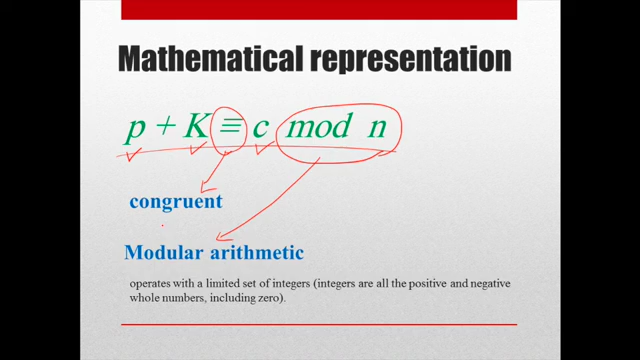 Mathematical representation
p + K ≡ c mod n
congruent
Modular arithmetic
operates with a limited set of integers (integers are all the positive and negative
whole numbers, including zero).